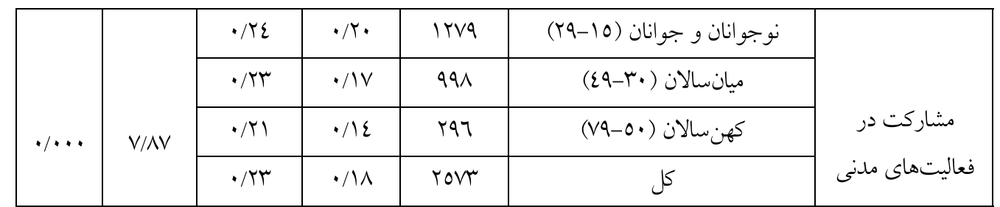 مشارکت در
فعالیت‌های مدنی
نوجوانان و جوانان (۱۵–۲۹) ۱۲۷۹ ۰/۲۰ ۰/۲٤
میان‌سالان (۳۰–٤۹) ۹۹۸ ۰/۱۷ ۰/۲۳
کهن‌سالان (۵۰–۷۹) ۲۹٦ ۰/۱٤ ۰/۲۱
کل ۲۵۷۳ ۰/۱۸ ۰/۲۳
۷/۸۷ ۰/۰۰۰